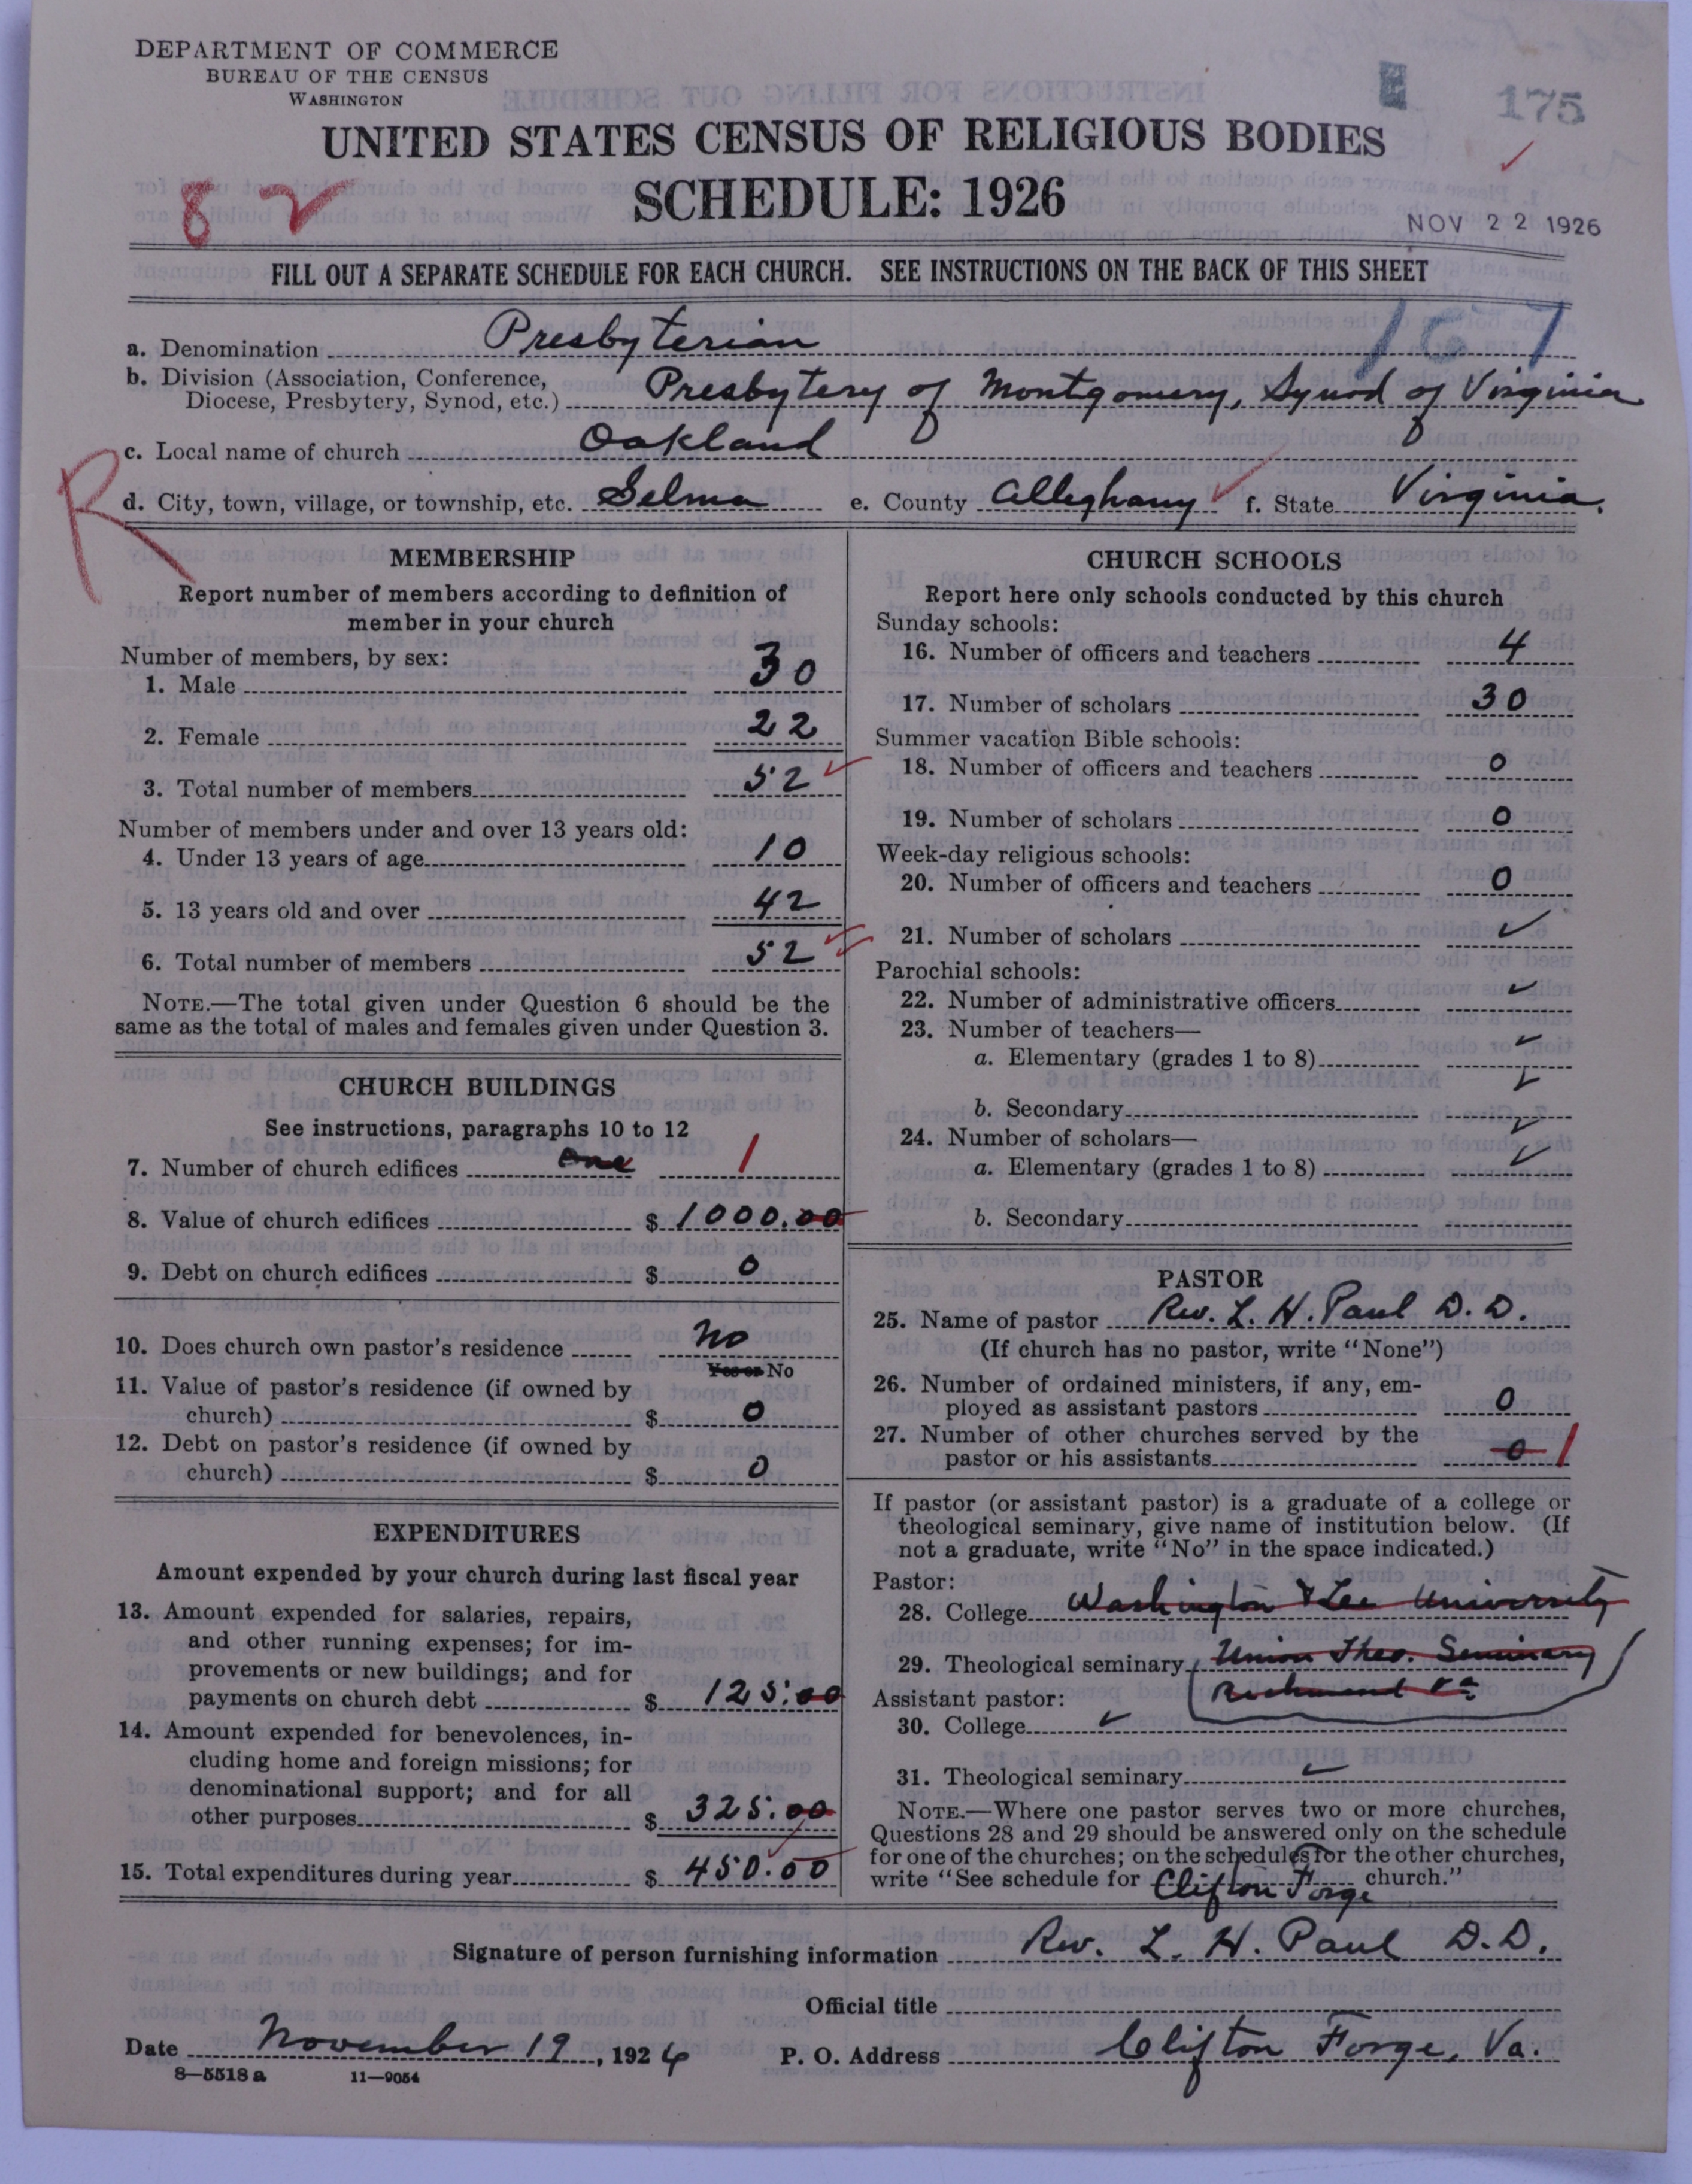 DEPARTMENT OF COMMERCE
BUREAU OF THE CENSUS
WASHINGTON
175
UNITED STATES CENSUS OF RELIGIOUS BODIES
SCHEDULE: 1926
82
NOV 22 1926
FILL OUT A SEPARATE SCHEDULE FOR EACH CHURCH. SEE INSTRUCTIONS ON THE BACK OF THIS SHEET
167
a. Denomination Presbyterian
b. Division (Association, Conference,
Diocese, Presbytery, Synod, etc.) Presbytery of Montgomery, Synod of Virginia
c. Local name of church Oakland
R
d. City, town, village, or township, etc. Selma e. County Alleghany f. State Virginia.
MEMBERSHIP
Report number of members according to definition of
member in your church
Number of members, by sex:
1. Male 30
2. Female 22
3. Total number of members 52
Number of members under and over 13 years old:
4. Under 13 years of age 10
5. 13 years old and over 42
6. Total number of members 52
NOTE.—The total given under Question 6 should be the
same as the total of males and females given under Question 3.
CHURCH BUILDINGS
See instructions, paragraphs 10 to 12
7. Number of church edifices One 1
8. Value of church edifices $ 1000.00
9. Debt on church edifices $ 0
10. Does church own pastor's residence No
Yes or No
11. Value of pastor's residence (if owned by
church) $ 0
12. Debt on pastor's residence (if owned by
church) $ 0
EXPENDITURES
Amount expended by your church during last fiscal year
13. Amount expended for salaries, repairs,
and other running expenses; for im-
provements or new buildings; and for
payments on church debt $ 125.00
14. Amount expended for benevolences, in-
cluding home and foreign missions; for
denominational support; and for all
other purposes $ 325.00
15. Total expenditures during year $ 450.00
CHURCH SCHOOLS
Report here only schools conducted by this church
Sunday schools:
16. Number of officers and teachers 4
17. Number of scholars 30
Summer vacation Bible schools:
18. Number of officers and teachers 0
19. Number of scholars 0
Week-day religious schools:
20. Number of officers and teachers 0
21. Number of scholars ✓
Parochial schools:
22. Number of administrative officers ✓
23. Number of teachers—
a. Elementary (grades 1 to 8) ✓
b. Secondary ✓
24. Number of scholars— ✓
a. Elementary (grades 1 to 8) ✓
b. Secondary
PASTOR
25. Name of pastor Rev. L. H. Paul D. D.
(If church has no pastor, write "None")
26. Number of ordained ministers, if any, em-
ployed as assistant pastors 0
27. Number of other churches served by the
pastor or his assistants 0 1
If pastor (or assistant pastor) is a graduate of a college or
theological seminary, give name of institution below. (If
not a graduate, write "No" in the space indicated.)
Pastor:
28. College Washington & Lee University
29. Theological seminary Union Theo. Seminary
Richmond Va
Assistant pastor:
30. College ✓
31. Theological seminary ✓
NOTE.—Where one pastor serves two or more churches,
Questions 28 and 29 should be answered only on the schedule
for one of the churches; on the schedules for the other churches,
write "See schedule for Clifton Forge church."
Signature of person furnishing information Rev. L. H. Paul D.D.
Official title
Date November 19, 1926 P. O. Address Clifton Forge, Va.
8—5518 a 11—9054